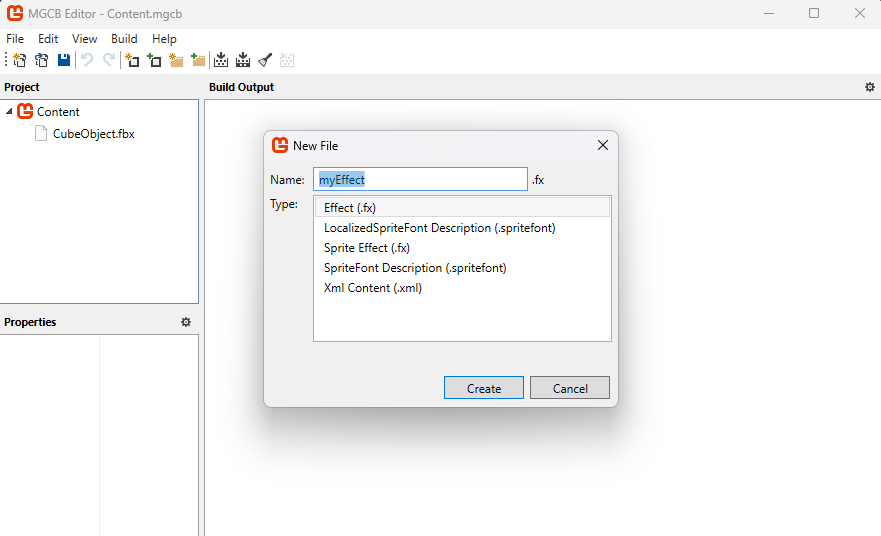 MGCB Editor - Content.mgcb
File Edit View Build Help
Project
Build Output
Content
CubeObject.fbx
New File
Name: myEffect .fx
Type: Effect (.fx)
LocalizedSpriteFont Description (.spritefont)
Sprite Effect (.fx)
SpriteFont Description (.spritefont)
Xml Content (.xml)
Create Cancel
Properties